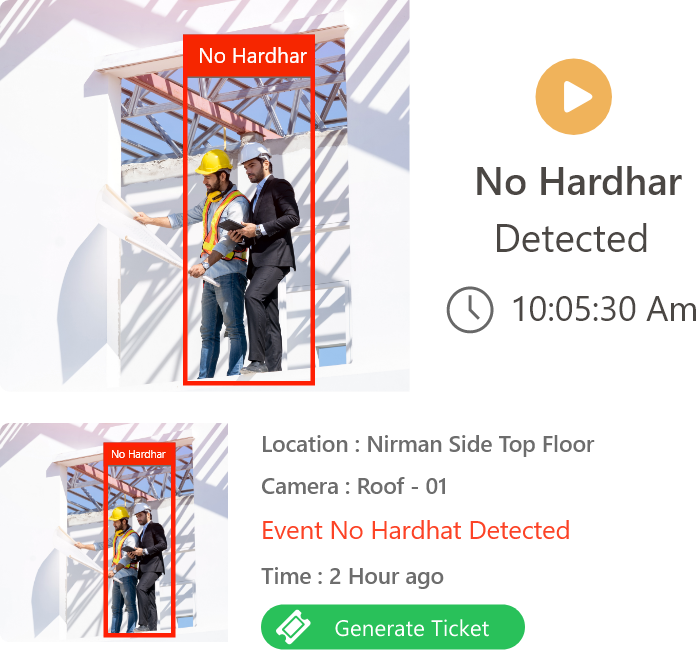 No Hardhar
No Hardhar
Detected
10:05:30 Am
No Hardhar
Location : Nirman Side Top Floor
Camera : Roof - 01
Event No Hardhat Detected
Time : 2 Hour ago
Generate Ticket